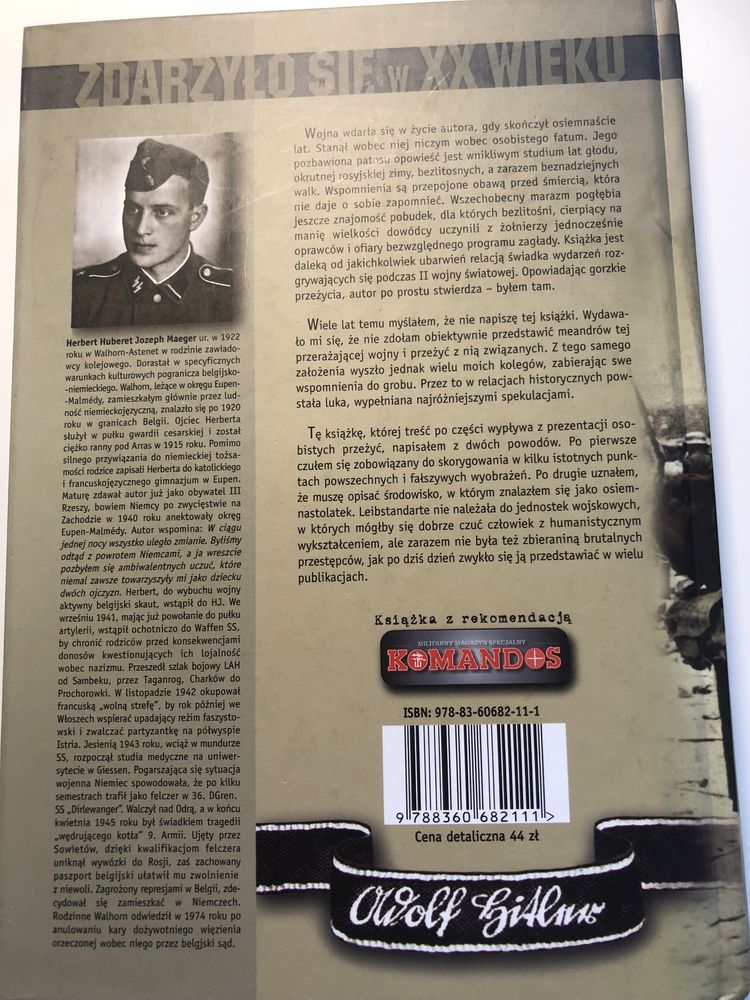 ZDARZYŁO SIĘ W XX WIEKU
Wojna wdarła się w życie autora, gdy skończył osiemnaście
lat. Stanął wobec niej niczym wobec osobistego fatum. Jego
pozbawiona patosu opowieść jest wnikliwym studium lat głodu,
okrutnej rosyjskiej zimy, bezlitosnych, a zarazem beznadziejnych
walk. Wspomnienia są przepojone obawą przed śmiercią, która
nie daje o sobie zapomnieć. Wszechobecny marazm pogłębia
jeszcze znajomość pobudek, dla których bezlitośni, cierpiący na
manię wielkości dowódcy uczynili z żołnierzy jednocześnie
oprawców i ofiary bezwzględnego programu zagłady. Książka jest
daleką od jakichkolwiek ubarwień relacją świadka wydarzeń roz-
grywających się podczas II wojny światowej. Opowiadając gorzkie
przeżycia, autor po prostu stwierdza – byłem tam.
Wiele lat temu myślałem, że nie napiszę tej książki. Wydawa-
ło mi się, że nie zdołam obiektywnie przedstawić meandrów tej
przerażającej wojny i przeżyć z nią związanych. Z tego samego
założenia wyszło jednak wielu moich kolegów, zabierając swe
wspomnienia do grobu. Przez to w relacjach historycznych pow-
stała luka, wypełniana najróżniejszymi spekulacjami.
Tę książkę, której treść po części wypływa z prezentacji oso-
bistych przeżyć, napisałem z dwóch powodów. Po pierwsze
czułem się zobowiązany do skorygowania w kilku istotnych punk-
tach powszechnych i fałszywych wyobrażeń. Po drugie uznałem,
że muszę opisać środowisko, w którym znalazłem się jako osiem-
nastolatek. Leibstandarte nie należała do jednostek wojskowych,
w których mógłby się dobrze czuć człowiek z humanistycznym
wykształceniem, ale zarazem nie była też zbieraniną brutalnych
przestępców, jak po dziś dzień zwykło się ją przedstawiać w wielu
publikacjach.
Herbert Huberet Jozeph Maeger ur. w 1922
roku w Walhorn-Astenet w rodzinie zawiado-
wcy kolejowego. Dorastał w specyficznych
warunkach kulturowych pogranicza belgijsko-
-niemieckiego. Walhorn, leżące w okręgu Eupen-
Malmédy, zamieszkałym głównie przez lud-
ność niemieckojęzyczną, znalazło się po 1920
roku w granicach Belgii. Ojciec Herberta
służył w pułku gwardii cesarskiej i został
ciężko ranny pod Arras w 1915 roku. Pomimo
silnego przywiązania do niemieckiej tożsa-
mości rodzice zapisali Herberta do katolickiego
i francuskojęzycznego gimnazjum w Eupen.
Maturę zdawał autor już jako obywatel III
Rzeszy, bowiem Niemcy po zwycięstwie na
Zachodzie w 1940 roku anektowały okręg
Eupen-Malmédy. Autor wspomina: W ciągu
jednej nocy wszystko uległo zmianie. Byliśmy
odtąd z powrotem Niemcami, a ja wreszcie
pozbyłem się ambiwalentnych uczuć, które
niemal zawsze towarzyszyły mi jako dziecku
dwóch ojczyzn. Herbert, do wybuchu wojny
aktywny belgijski skaut, wstąpił do HJ. We
wrześniu 1941, mając już powołanie do pułku
artylerii, wstąpił ochotniczo do Waffen SS,
by chronić rodziców przed konsekwencjami
donosów kwestionujących ich lojalność
wobec nazizmu. Przeszedł szlak bojowy LAH
od Sambeku, przez Taganrog, Charków do
Prochorowki. W listopadzie 1942 okupował
francuską „wolną strefę”, by rok później we
Włoszech wspierać upadający reżim faszysto-
wski i zwalczać partyzantkę na półwyspie
Istria. Jesienią 1943 roku, wciąż w mundurze
SS, rozpoczął studia medyczne na uniwer-
sytecie w Giessen. Pogarszająca się sytuacja
wojenna Niemiec spowodowała, że po kilku
semestrach trafił jako felczer w 36. DGren.
SS „Dirlewanger”. Walczył nad Odrą, a w końcu
kwietnia 1945 roku był świadkiem tragedii
„wędrującego kotła” 9. Armii. Ujęty przez
Sowietów, dzięki kwalifikacjom felczera
uniknął wywózki do Rosji, zaś zachowany
paszport belgijski ułatwił mu zwolnienie
z niewoli. Zagrożony represjami w Belgii, zde-
cydował się zamieszkać w Niemczech.
Rodzinne Walhorn odwiedził w 1974 roku po
anulowaniu kary dożywotniego więzienia
orzeczonej wobec niego przez belgjski sąd.
Książka z rekomendacją
MILITARNY MAGAZYN SPECJALNY
KOMANDOS
ISBN: 978-83-60682-11-1
9 788360 682111 >
Cena detaliczna 44 zł
Adolf Hitler